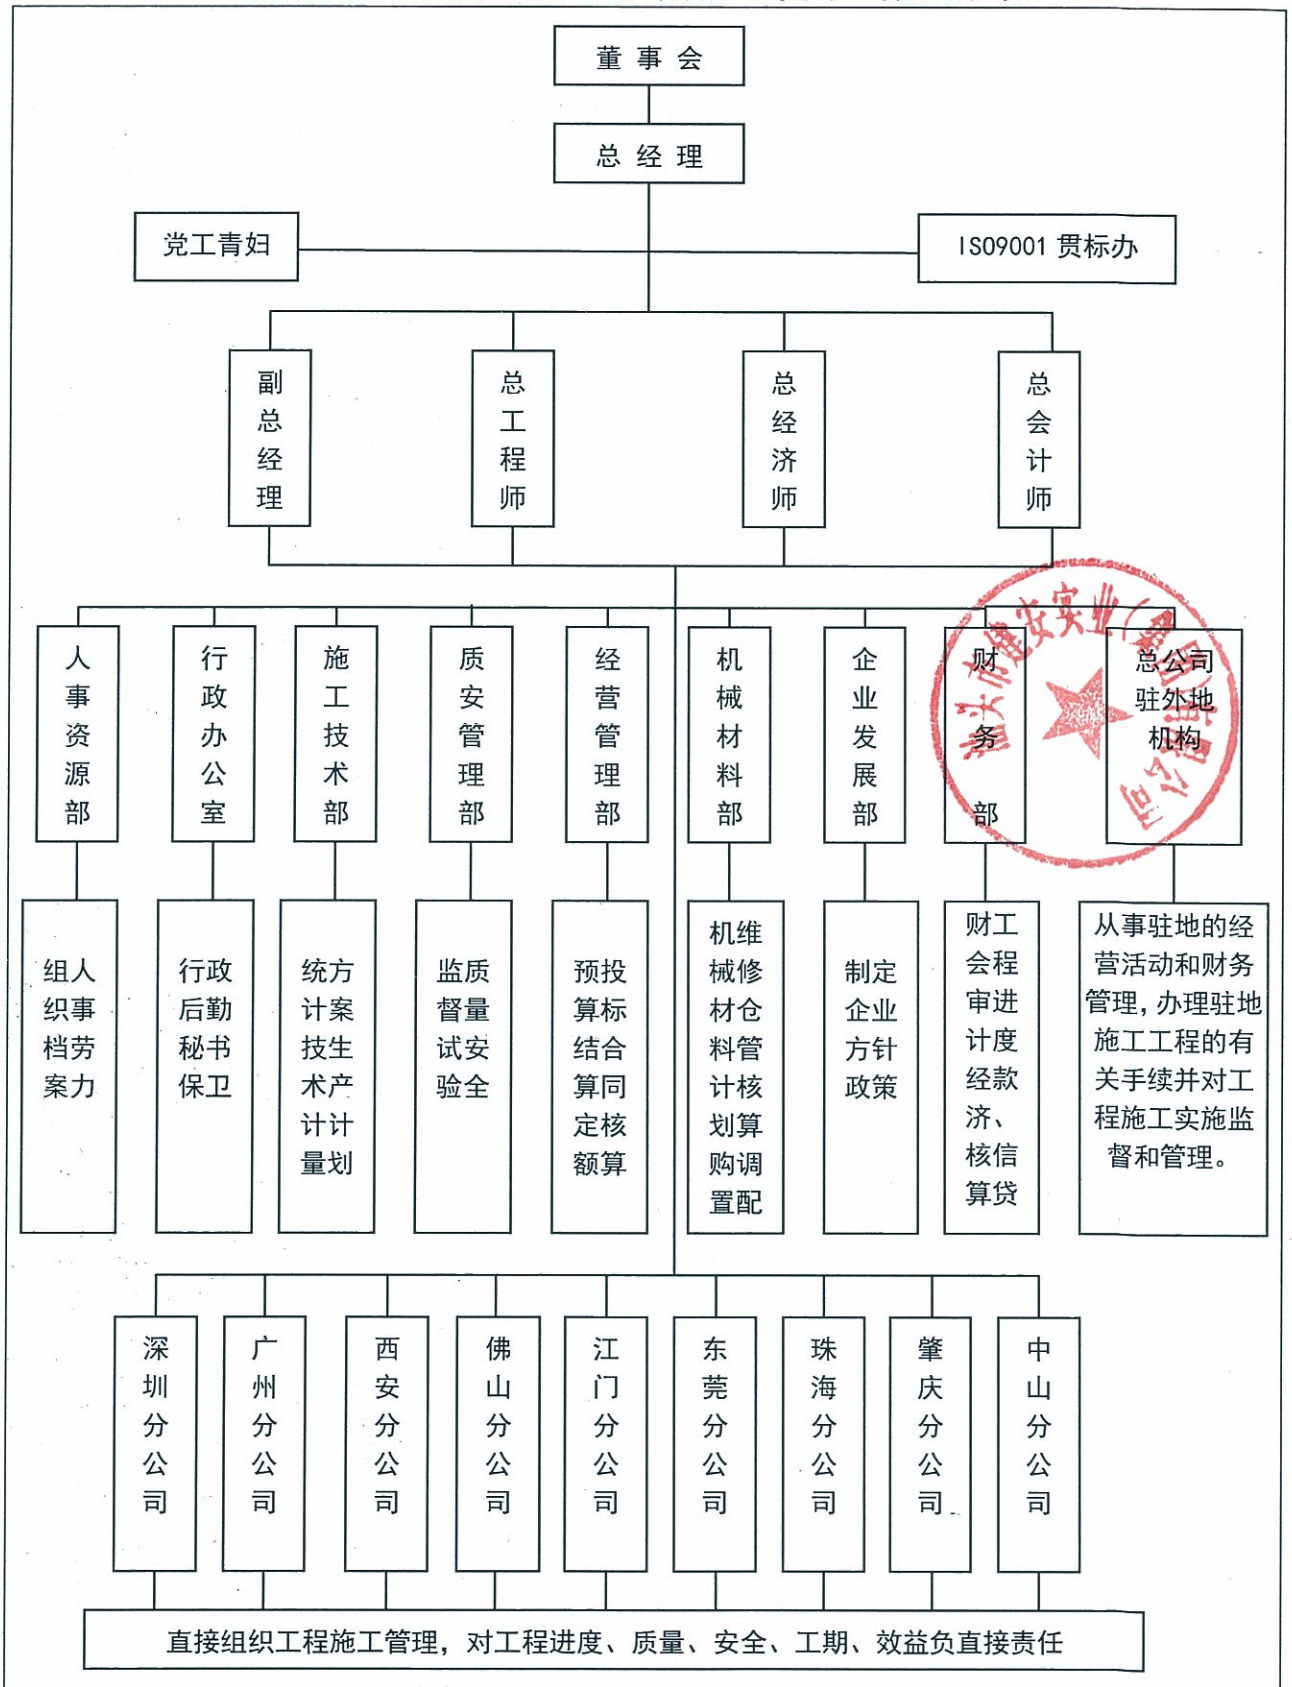 董事会
总经理
党工青妇
ISO9001 贯标办
副总经理
总工程师
总经济师
总会计师
人事资源部
行政办公室
施工技术部
质安管理部
经营管理部
机械材料部
企业发展部
财务部
总公司
驻外地
机构
汕头市建安实业(集团)有限公司
组织档案
人事劳力
行政
后勤
秘书
保卫
统计技术计量
方案生产计划
监督试验
质量安全
预算结算定额
投标合同核算
机械材料计划购置
维修仓管核算调配
制定
企业
方针
政策
财会审计经济核算
工程进度款、信贷
从事驻地的经
营活动和财务
管理，办理驻地
施工工程的有
关手续并对工
程施工实施监
督和管理。
深圳分公司
广州分公司
西安分公司
佛山分公司
江门分公司
东莞分公司
珠海分公司
肇庆分公司
中山分公司
直接组织工程施工管理，对工程进度、质量、安全、工期、效益负直接责任